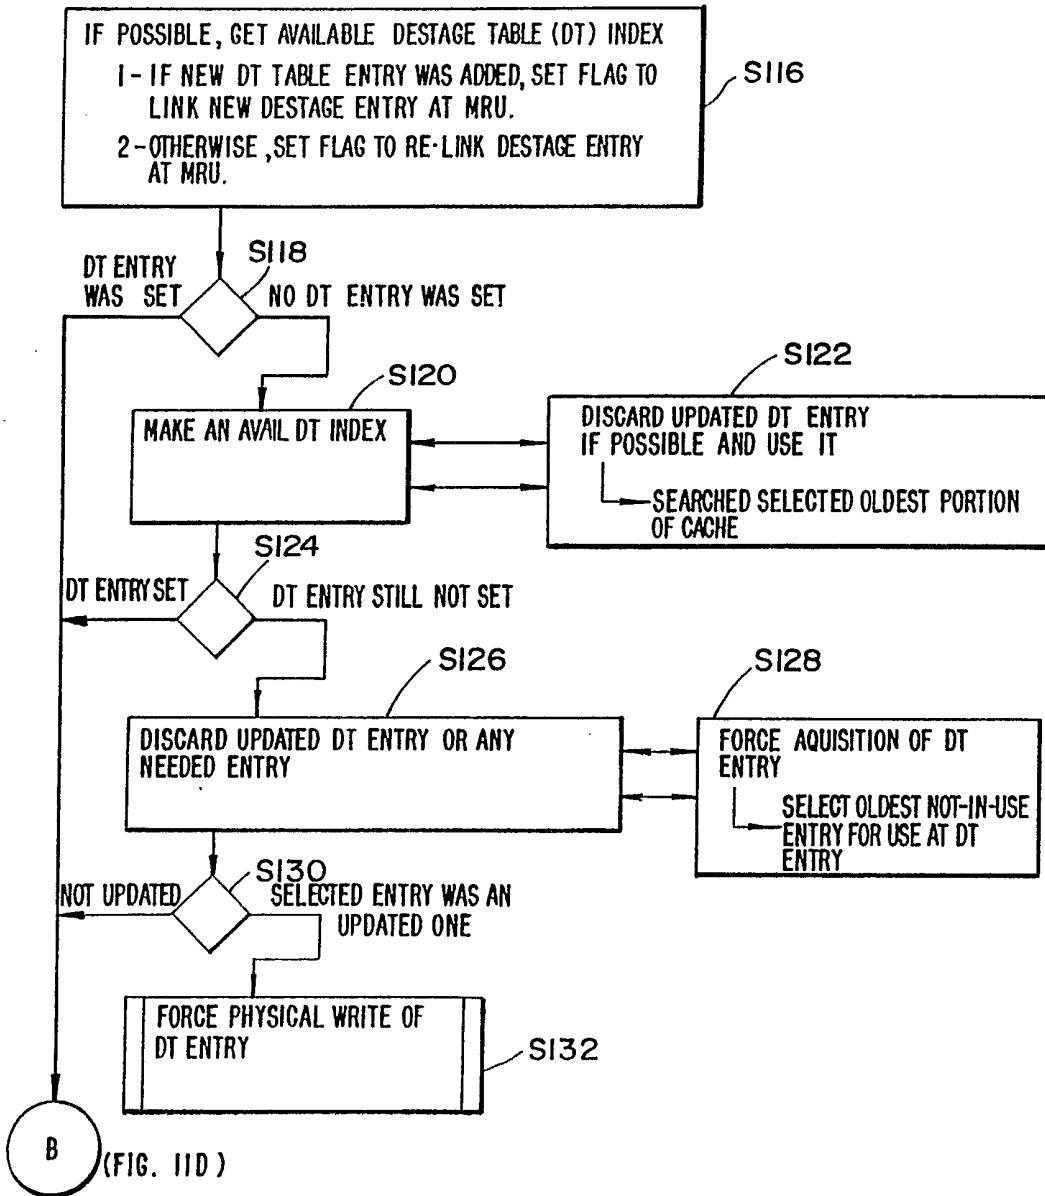 IF POSSIBLE, GET AVAILABLE DESTAGE TABLE (DT) INDEX
1- IF NEW DT TABLE ENTRY WAS ADDED, SET FLAG TO
LINK NEW DESTAGE ENTRY AT MRU.
2- OTHERWISE, SET FLAG TO RE-LINK DESTAGE ENTRY
AT MRU.
S116
S118
DT ENTRY
WAS SET
NO DT ENTRY WAS SET
S120
MAKE AN AVAIL DT INDEX
S122
DISCARD UPDATED DT ENTRY
IF POSSIBLE AND USE IT
SEARCHED SELECTED OLDEST PORTION
OF CACHE
S124
DT ENTRY SET
DT ENTRY STILL NOT SET
S126
DISCARD UPDATED DT ENTRY OR ANY
NEEDED ENTRY
S128
FORCE AQUISITION OF DT
ENTRY
SELECT OLDEST NOT-IN-USE
ENTRY FOR USE AT DT
ENTRY
S130
NOT UPDATED
SELECTED ENTRY WAS AN
UPDATED ONE
FORCE PHYSICAL WRITE OF
DT ENTRY
S132
B
(FIG. 11D)